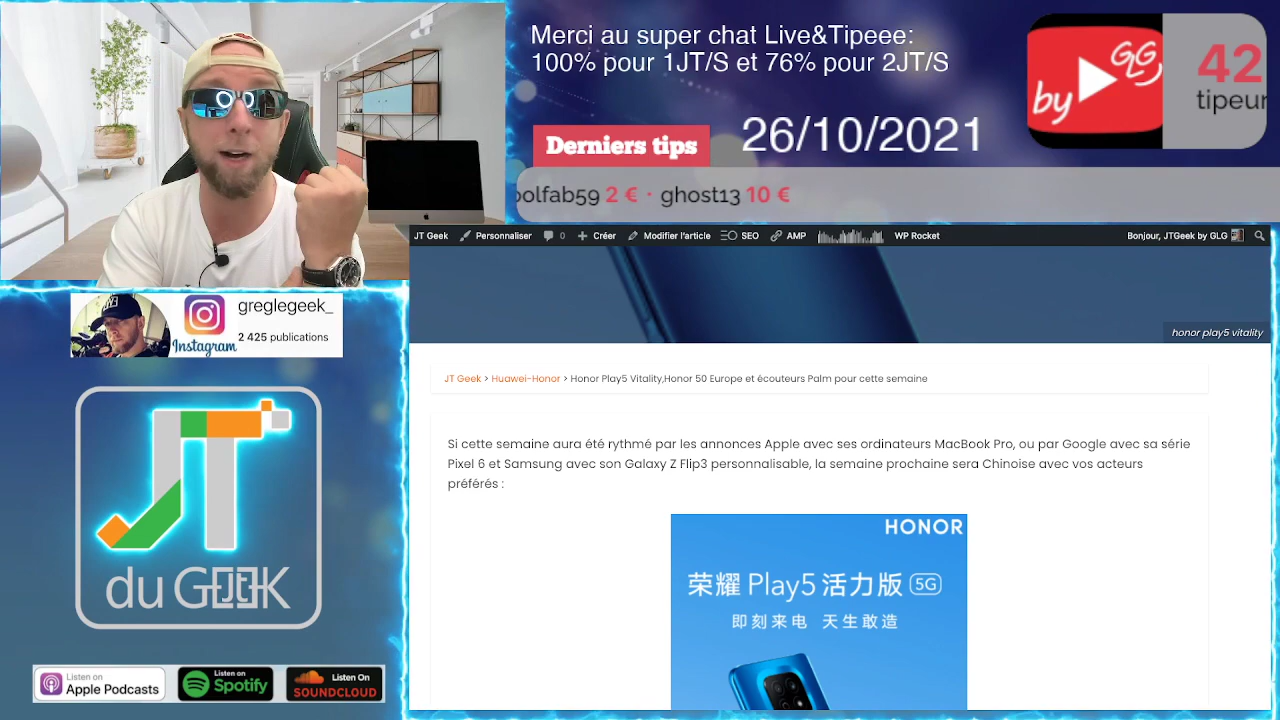 Merci au super chat Live&Tipeee:
100% pour 1JT/S et 76% pour 2JT/S
by GLG
42
tipeur
Derniers tips
26/10/2021
oolfab59 2 € · ghost13 10 €
JT Geek Personnaliser 0 Créer Modifier l'article SEO AMP WP Rocket Bonjour, JTGeek by GLG
honor play5 vitality
greglegeek_
2 425 publications
Instagram
JT Geek > Huawei-Honor > Honor Play5 Vitality,Honor 50 Europe et écouteurs Palm pour cette semaine
Si cette semaine aura été rythmé par les annonces Apple avec ses ordinateurs MacBook Pro, ou par Google avec sa série
Pixel 6 et Samsung avec son Galaxy Z Flip3 personnalisable, la semaine prochaine sera Chinoise avec vos acteurs
préférés :
HONOR
荣耀 Play5 活力版 5G
即刻来电 天生敢造
JT
du GEEK
Listen on
Apple Podcasts
Listen on
Spotify
Listen On
SOUNDCLOUD